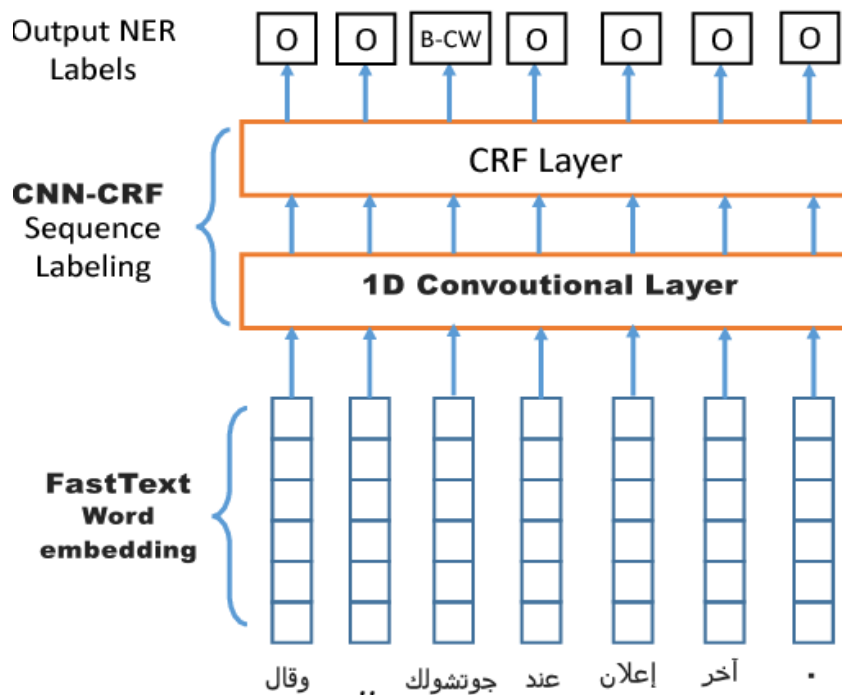 Output NER
Labels
O O B-CW O O O O
CRF Layer
CNN-CRF
Sequence
Labeling
1D Convoutional Layer
FastText
Word
embedding
وقال " جوتشولك عند إعلان آخر .